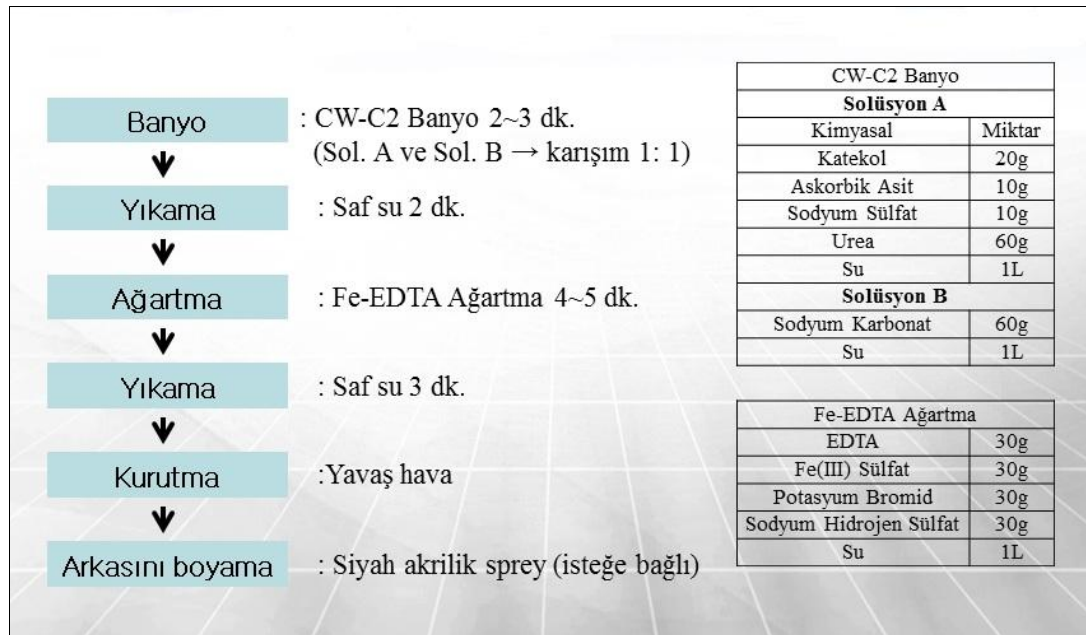 Banyo : CW-C2 Banyo 2~3 dk.
(Sol. A ve Sol. B → karışım 1: 1)
Yıkama : Saf su 2 dk.
Ağartma : Fe-EDTA Ağartma 4~5 dk.
Yıkama : Saf su 3 dk.
Kurutma :Yavaş hava
Arkasını boyama : Siyah akrilik sprey (isteğe bağlı)
CW-C2 Banyo
Solüsyon A
Kimyasal Miktar
Katekol 20g
Askorbik Asit 10g
Sodyum Sülfat 10g
Urea 60g
Su 1L
Solüsyon B
Sodyum Karbonat 60g
Su 1L
Fe-EDTA Ağartma
EDTA 30g
Fe(III) Sülfat 30g
Potasyum Bromid 30g
Sodyum Hidrojen Sülfat 30g
Su 1L